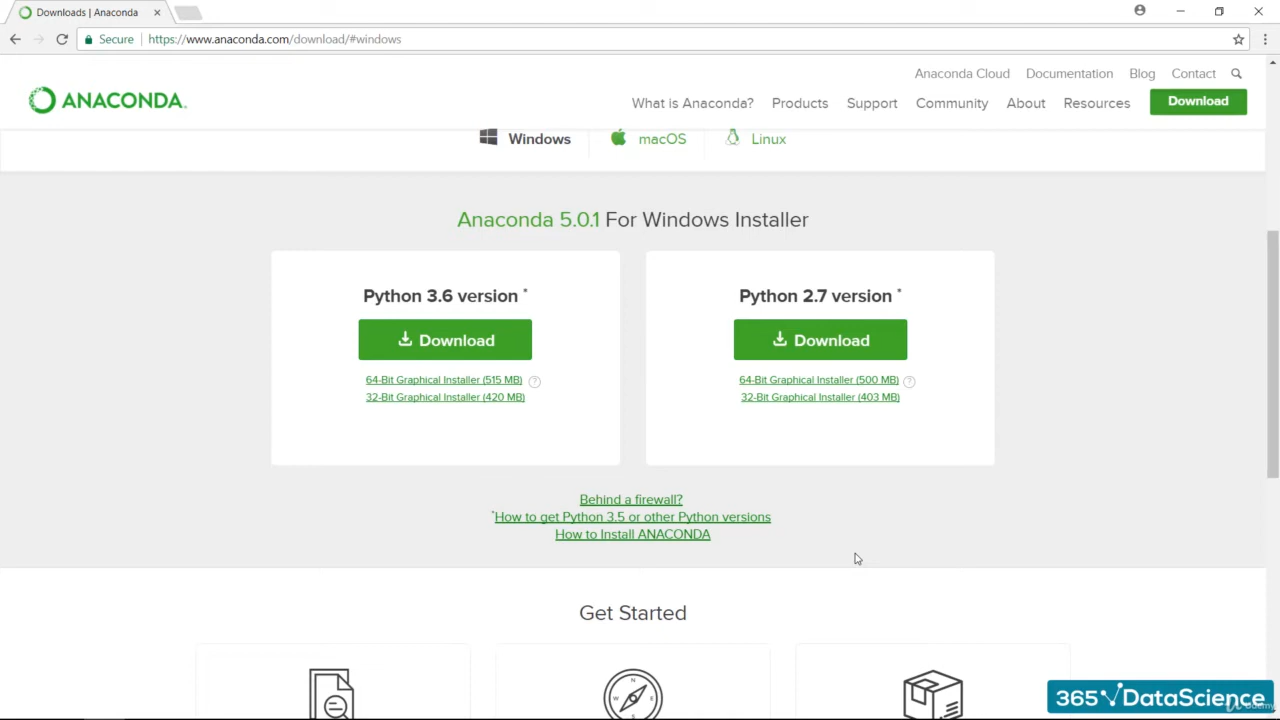 Downloads | Anaconda
Secure
https://www.anaconda.com/download/#windows
Anaconda Cloud Documentation Blog Contact
ANACONDA.
What is Anaconda? Products Support Community About Resources Download
Windows macOS Linux
Anaconda 5.0.1 For Windows Installer
Python 3.6 version *
Download
64-Bit Graphical Installer (515 MB) ?
32-Bit Graphical Installer (420 MB)
Python 2.7 version *
Download
64-Bit Graphical Installer (500 MB) ?
32-Bit Graphical Installer (403 MB)
Behind a firewall?
*How to get Python 3.5 or other Python versions
How to Install ANACONDA
Get Started
N
W E
S
365 DataScience
Udemy